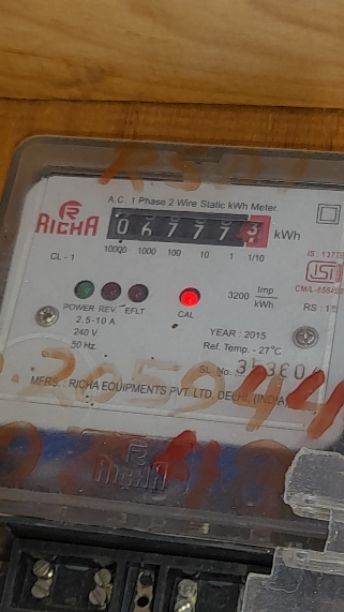 A.C. 1 Phase 2 Wire Static kWh Meter.
R
RICHA
067773 kWh
10000 1000 100 10 1 1/10
CL - 1
ISI
POWER REV. EFLT
CAL
3200 Imp/kWh
2.5-10 A
240 V
50 Hz.
YEAR : 2015
Ref. Temp. - 27°C
SL. No.
MFRS. : RICHA EQUIPMENTS PVT. LTD. DELHI, (INDIA)
RICHA